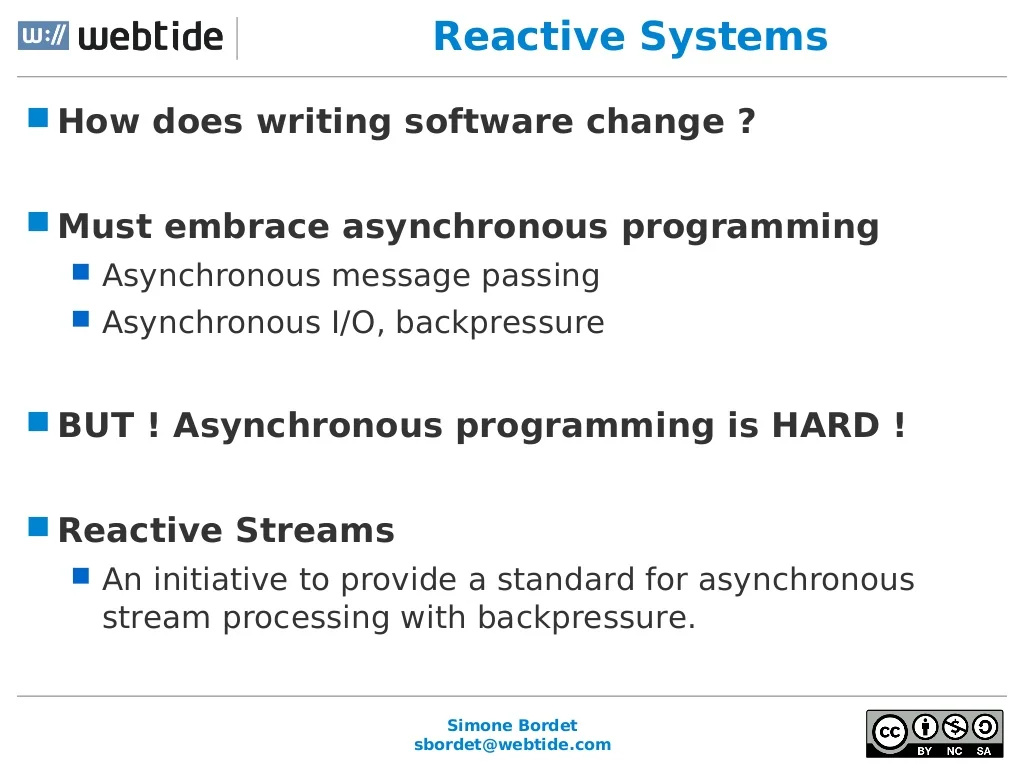 w:// webtide
Reactive Systems
How does writing software change ?
Must embrace asynchronous programming
Asynchronous message passing
Asynchronous I/O, backpressure
BUT ! Asynchronous programming is HARD !
Reactive Streams
An initiative to provide a standard for asynchronous
stream processing with backpressure.
Simone Bordet
sbordet@webtide.com
cc
BY NC SA